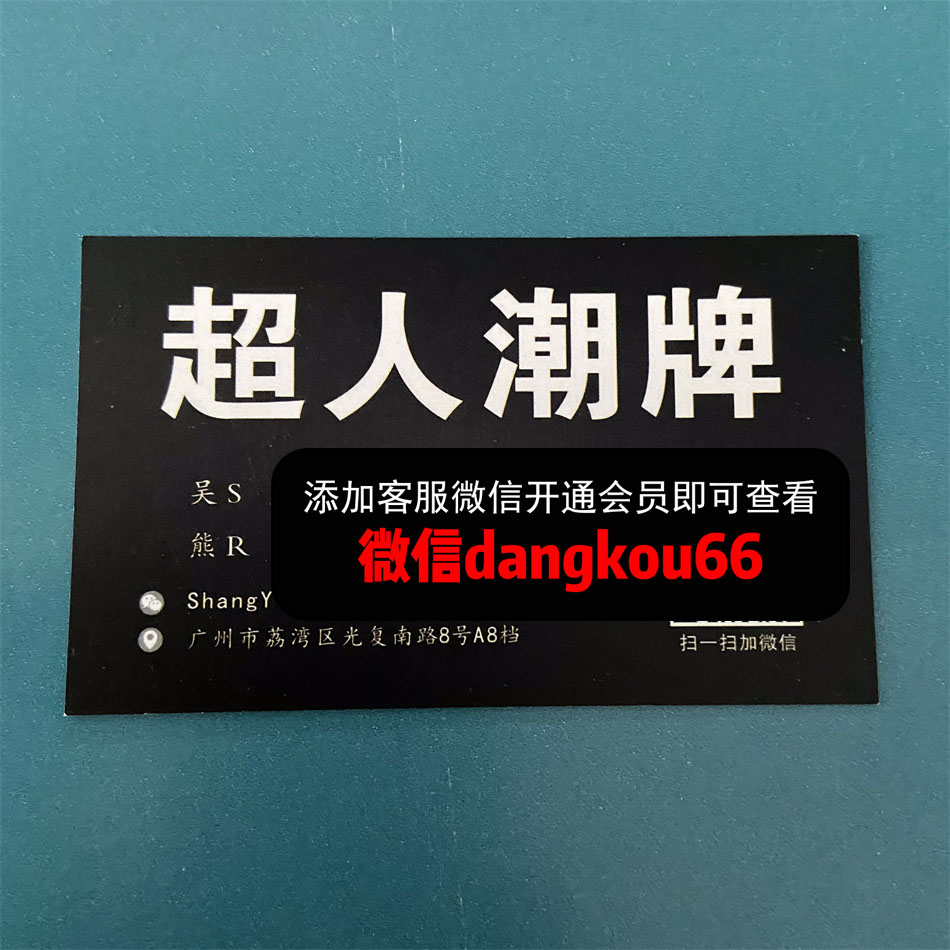 超人潮牌
吴S
熊R
添加客服微信开通会员即可查看
微信dangkou66
ShangY
广州市荔湾区光复南路8号A8档
扫一扫加微信